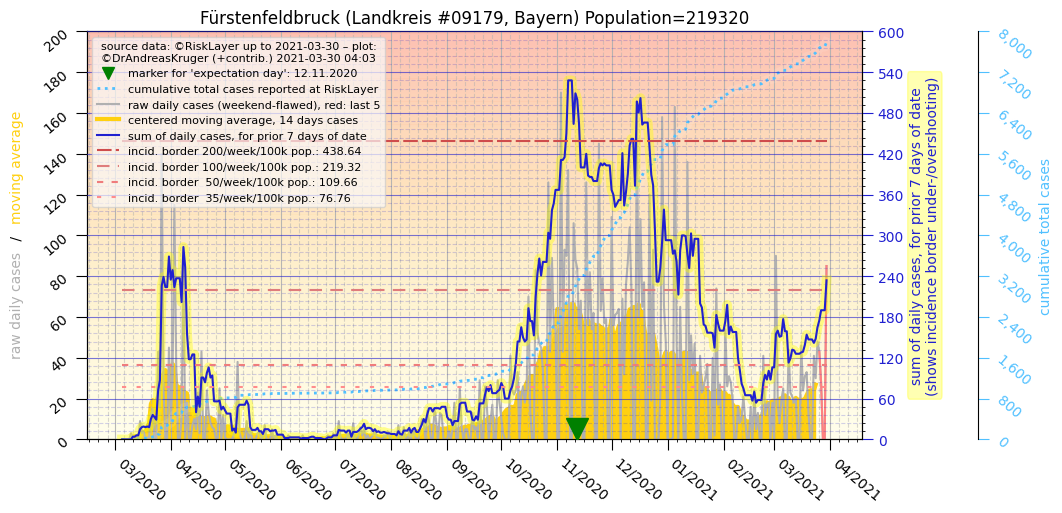 Fürstenfeldbruck (Landkreis #09179, Bayern) Population=219320
source data: ©RiskLayer up to 2021-03-30 – plot:
©DrAndreasKruger (+contrib.) 2021-03-30 04:03
marker for 'expectation day': 12.11.2020
cumulative total cases reported at RiskLayer
raw daily cases (weekend-flawed), red: last 5
centered moving average, 14 days cases
sum of daily cases, for prior 7 days of date
incid. border 200/week/100k pop.: 438.64
incid. border 100/week/100k pop.: 219.32
incid. border  50/week/100k pop.: 109.66
incid. border  35/week/100k pop.: 76.76
raw daily cases / moving average
200
180
160
140
120
100
80
60
40
20
0
03/2020
04/2020
05/2020
06/2020
07/2020
08/2020
09/2020
10/2020
11/2020
12/2020
01/2021
02/2021
03/2021
04/2021
600
540
480
420
360
300
240
180
120
60
0
sum of daily cases, for prior 7 days of date
(shows incidence border under-/overshooting)
8,000
7,200
6,400
5,600
4,800
4,000
3,200
2,400
1,600
800
0
cumulative total cases